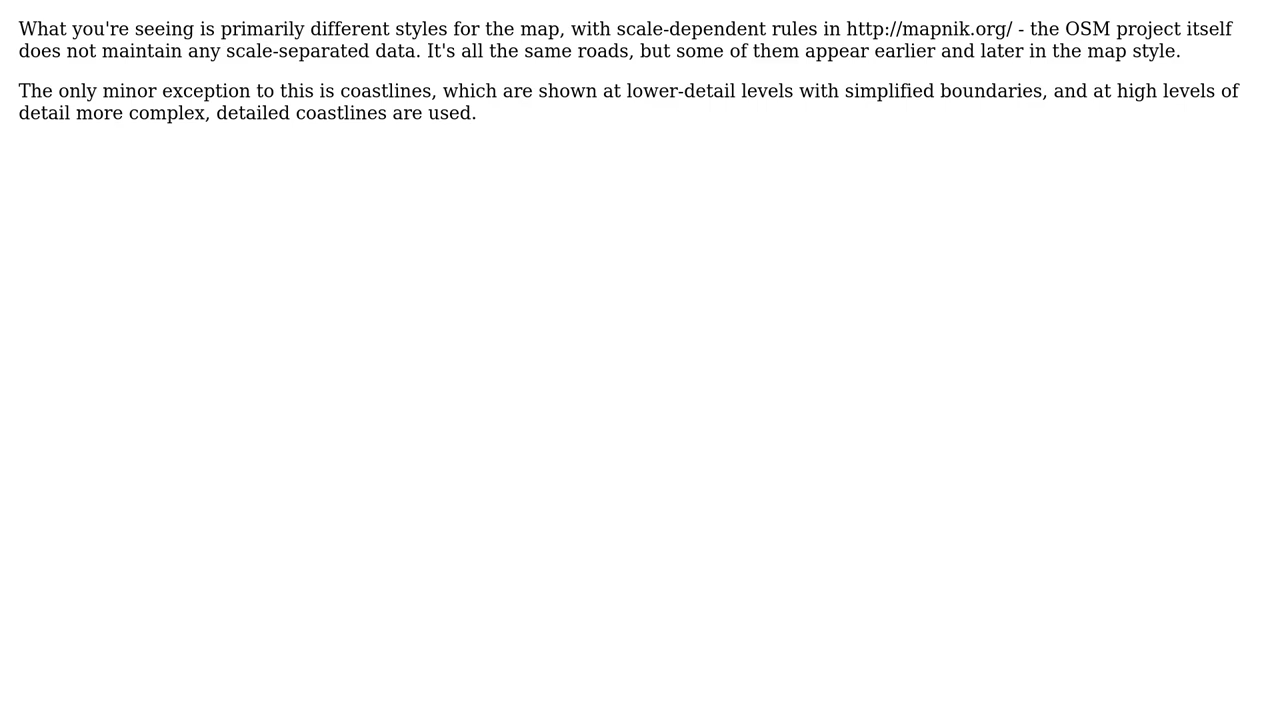 What you're seeing is primarily different styles for the map, with scale-dependent rules in http://mapnik.org/ - the OSM project itself
does not maintain any scale-separated data. It's all the same roads, but some of them appear earlier and later in the map style.
The only minor exception to this is coastlines, which are shown at lower-detail levels with simplified boundaries, and at high levels of
detail more complex, detailed coastlines are used.